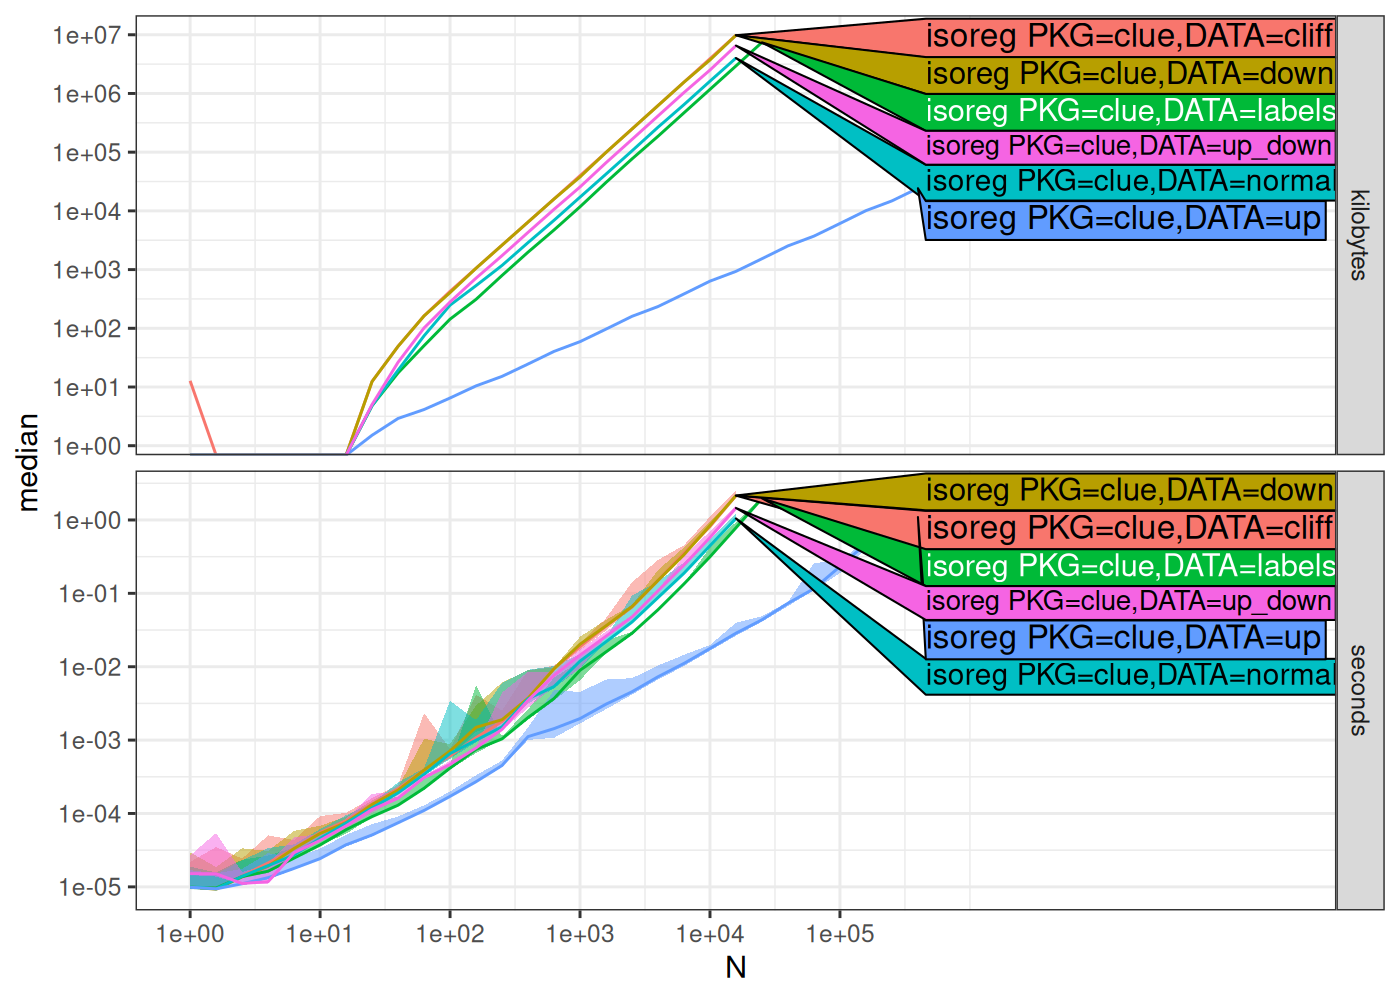 1e+07
1e+06
1e+05
1e+04
1e+03
1e+02
1e+01
1e+00
isoreg PKG=clue,DATA=cliff
isoreg PKG=clue,DATA=down
isoreg PKG=clue,DATA=labels
isoreg PKG=clue,DATA=up_down
isoreg PKG=clue,DATA=normal
isoreg PKG=clue,DATA=up
kilobytes
median
1e+00
1e-01
1e-02
1e-03
1e-04
1e-05
isoreg PKG=clue,DATA=down
isoreg PKG=clue,DATA=cliff
isoreg PKG=clue,DATA=labels
isoreg PKG=clue,DATA=up_down
isoreg PKG=clue,DATA=up
isoreg PKG=clue,DATA=normal
seconds
1e+00 1e+01 1e+02 1e+03 1e+04 1e+05
N